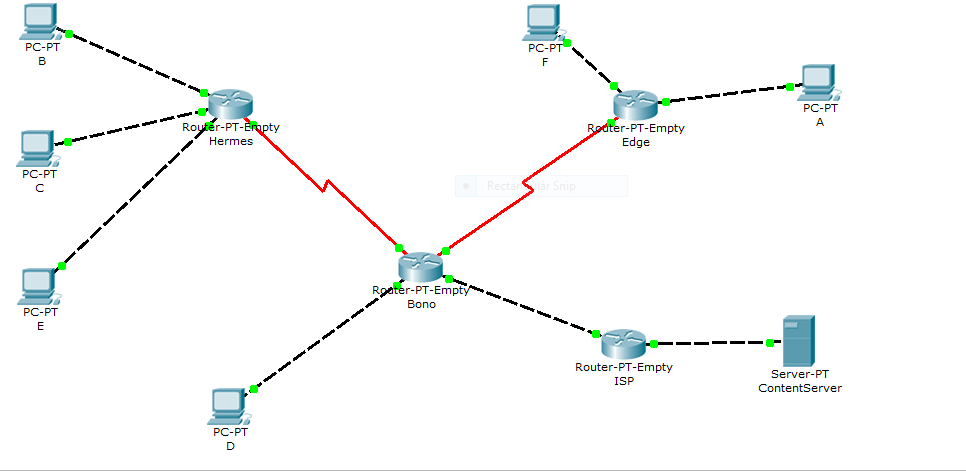 PC-PT
B
PC-PT
F
PC-PT
A
Router-PT-Empty
Hermes
Router-PT-Empty
Edge
PC-PT
C
Rectangular Snip
Router-PT-Empty
Bono
PC-PT
E
Router-PT-Empty
ISP
Server-PT
ContentServer
PC-PT
D